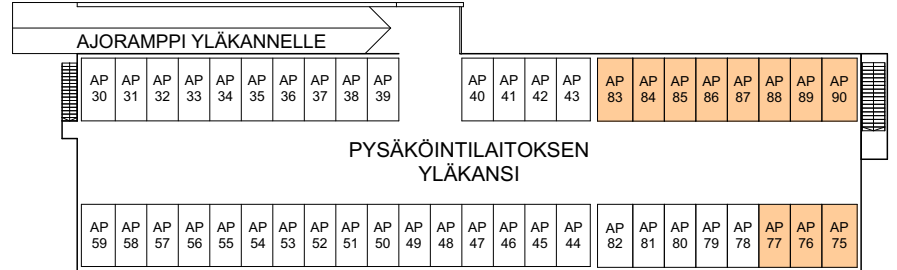 AJORAMPPI YLÄKANNELLE
AP AP AP AP AP AP AP AP AP AP AP AP AP AP AP AP AP AP AP AP AP AP
30 31 32 33 34 35 36 37 38 39 40 41 42 43 83 84 85 86 87 88 89 90
PYSÄKÖINTILAITOKSEN
YLÄKANSI
AP AP AP AP AP AP AP AP AP AP AP AP AP AP AP AP AP AP AP AP AP AP AP AP
59 58 57 56 55 54 53 52 51 50 49 48 47 46 45 44 82 81 80 79 78 77 76 75